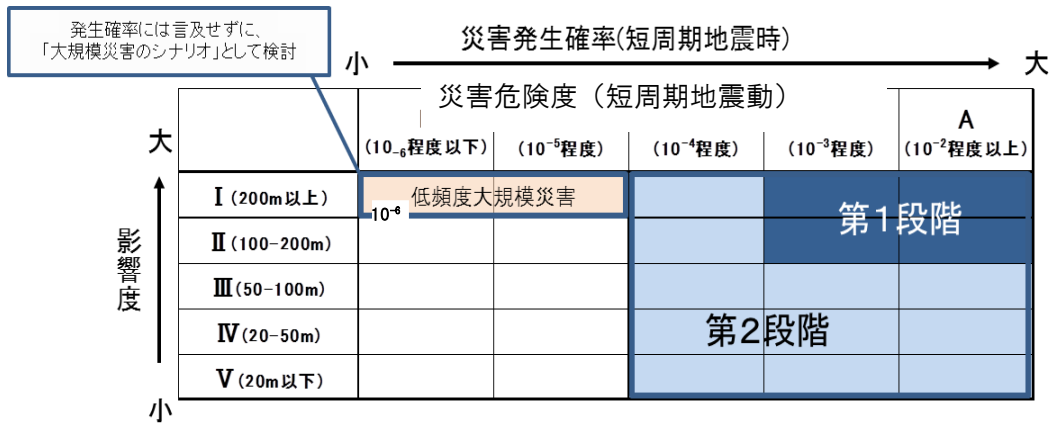 発生確率には言及せずに、
「大規模災害のシナリオ」として検討
災害発生確率(短周期地震時)
小
大
災害危険度（短周期地震動）
大
A
(10-6程度以下)
(10⁻⁵程度)
(10⁻⁴程度)
(10⁻³程度)
(10⁻²程度以上)
Ⅰ(200m以上)
低頻度大規模災害
10⁻⁶
第1段階
Ⅱ(100-200m)
影響度
Ⅲ(50-100m)
Ⅳ(20-50m)
第2段階
Ⅴ(20m以下)
小